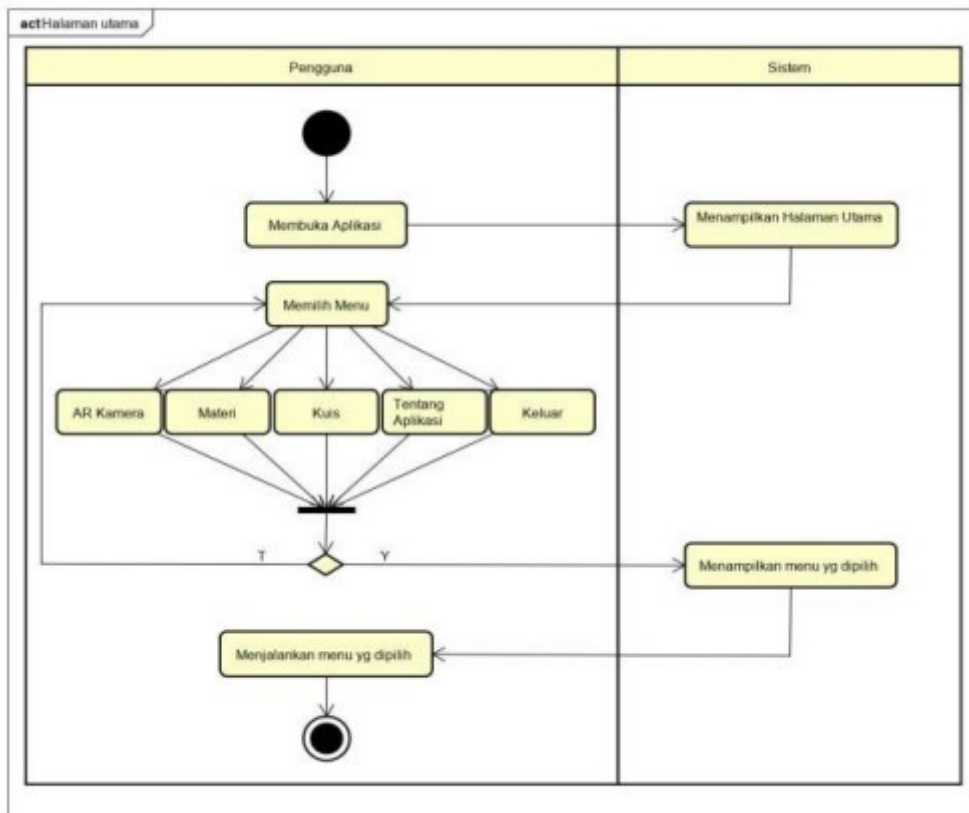 actHalaman utama
Pengguna
Sistem
Membuka Aplikasi
Menampilkan Halaman Utama
Memilih Menu
AR Kamera
Materi
Kuis
Tentang
Aplikasi
Keluar
T
Y
Menampilkan menu yg dipilih
Menjalankan menu yg dipilih